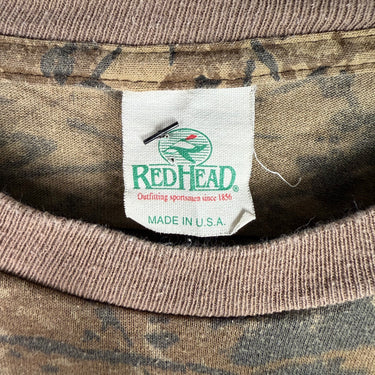 REDHEAD®
Outfitting sportsmen since 1856
MADE IN U.S.A.